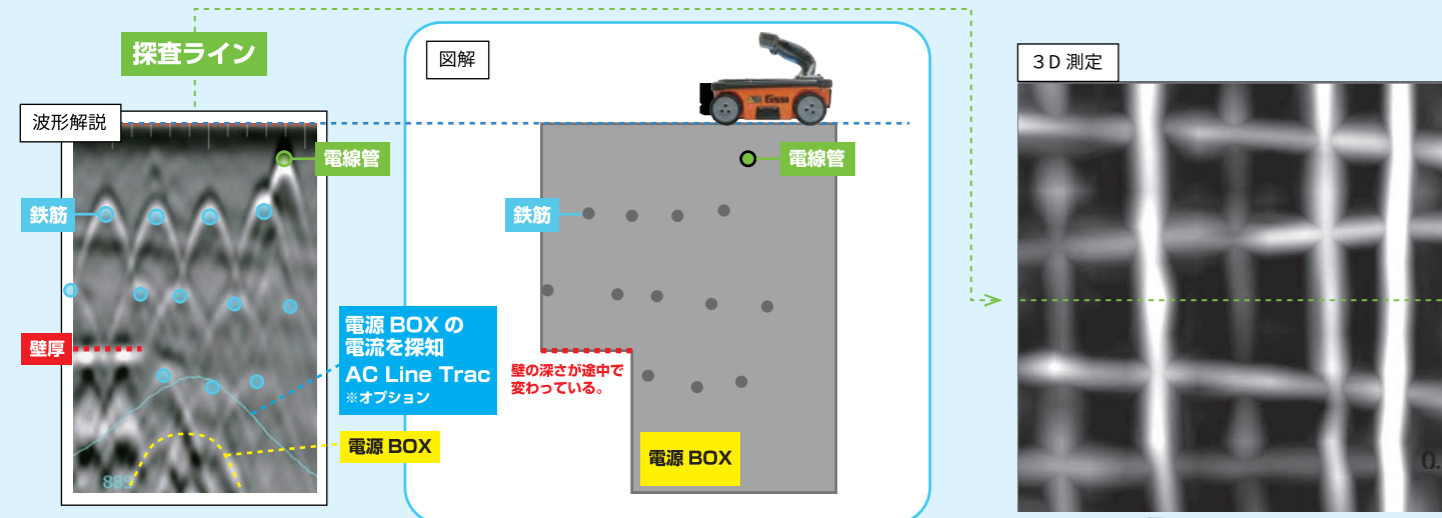 探査ライン
波形解説
電線管
鉄筋
壁厚
電源 BOX の
電流を探知
AC Line Trac
※オプション
電源 BOX
図解
GSSI
電線管
鉄筋
壁の深さが途中で
変わっている。
電源 BOX
3D 測定
0.